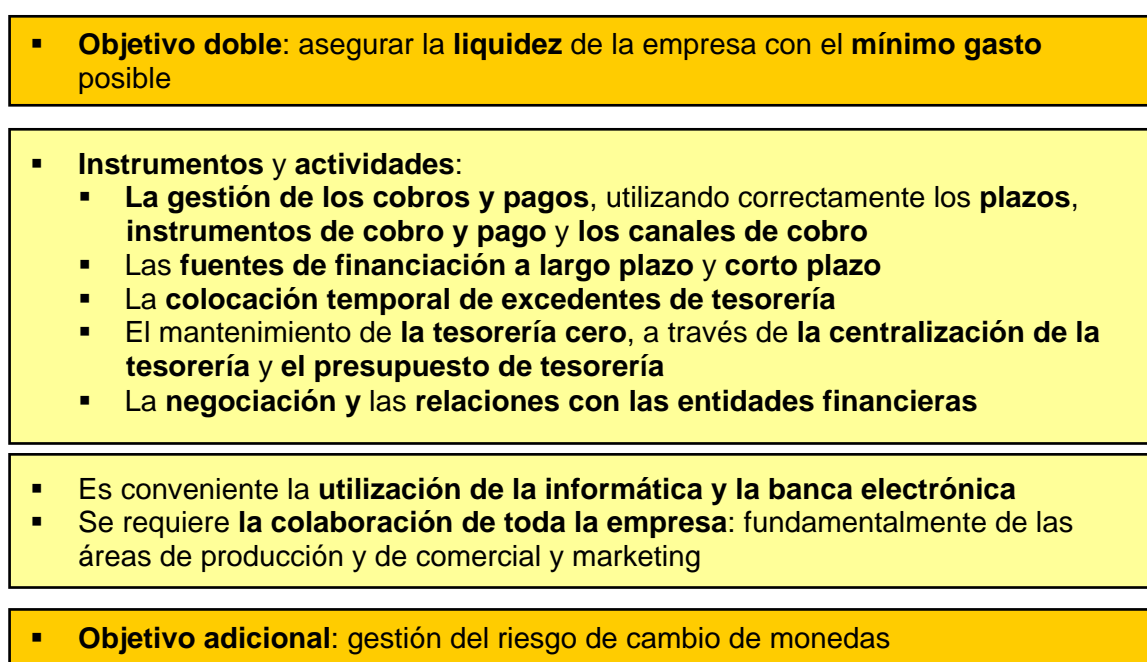 ▪ Objetivo doble: asegurar la liquidez de la empresa con el mínimo gasto
posible
▪ Instrumentos y actividades:
▪ La gestión de los cobros y pagos, utilizando correctamente los plazos,
instrumentos de cobro y pago y los canales de cobro
▪ Las fuentes de financiación a largo plazo y corto plazo
▪ La colocación temporal de excedentes de tesorería
▪ El mantenimiento de la tesorería cero, a través de la centralización de la
tesorería y el presupuesto de tesorería
▪ La negociación y las relaciones con las entidades financieras
▪ Es conveniente la utilización de la informática y la banca electrónica
▪ Se requiere la colaboración de toda la empresa: fundamentalmente de las
áreas de producción y de comercial y marketing
▪ Objetivo adicional: gestión del riesgo de cambio de monedas